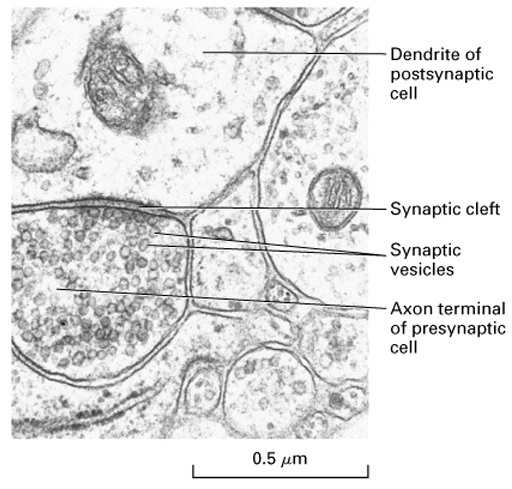 Dendrite of
postsynaptic
cell
Synaptic cleft
Synaptic
vesicles
Axon terminal
of presynaptic
cell
0.5 μm